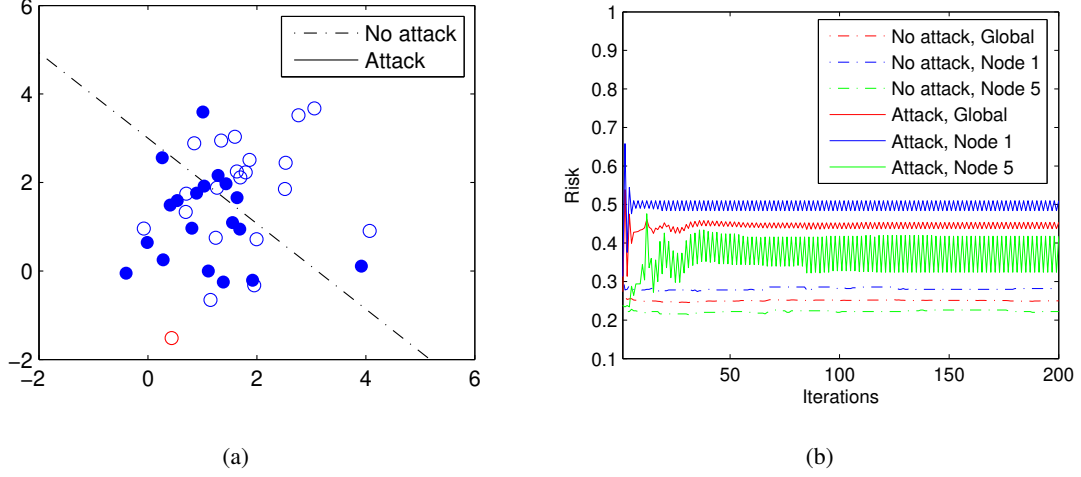 6
4
2
0
−2
−2
0
2
4
6
No attack
Attack
(a)
1
0.9
0.8
0.7
0.6
0.5
0.4
0.3
0.2
0.1
Risk
50
100
150
200
Iterations
No attack, Global
No attack, Node 1
No attack, Node 5
Attack, Global
Attack, Node 1
Attack, Node 5
(b)